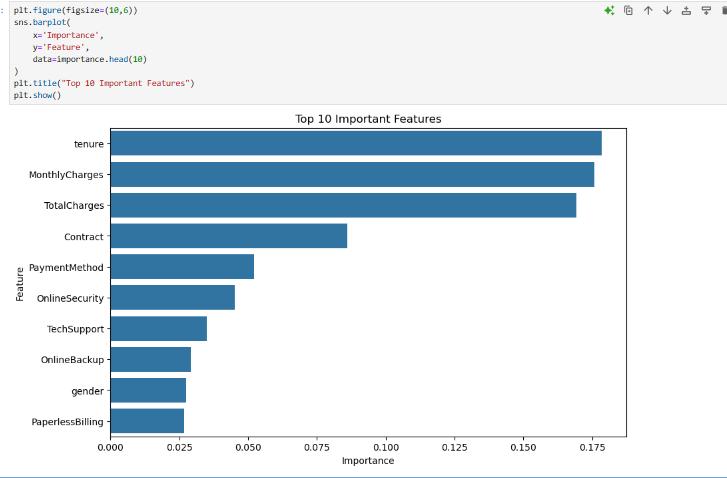 :
plt.figure(figsize=(10,6))
sns.barplot(
x='Importance',
y='Feature',
data=importance.head(10)
)
plt.title("Top 10 Important Features")
plt.show()
Top 10 Important Features
tenure
MonthlyCharges
TotalCharges
Contract
PaymentMethod
OnlineSecurity
TechSupport
OnlineBackup
gender
PaperlessBilling
Feature
0.000 0.025 0.050 0.075 0.100 0.125 0.150 0.175
Importance